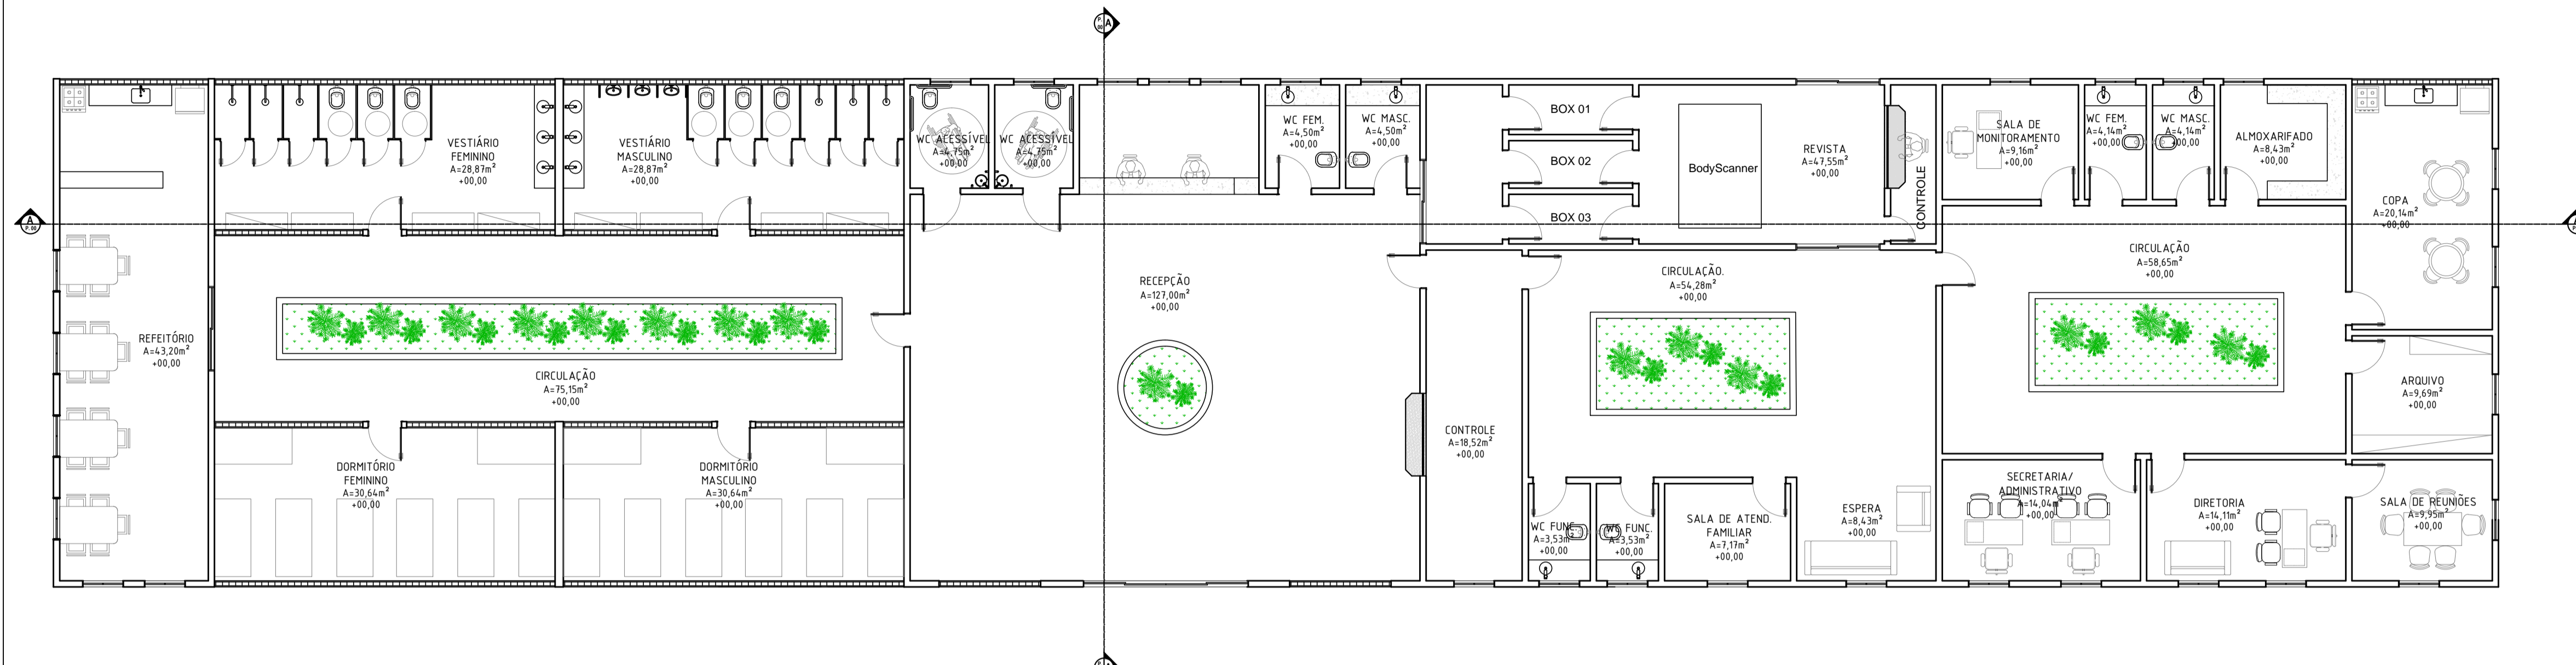 P.
00
A
A
P. 00
REFEITÓRIO
A=43,20m²
+00,00
VESTIÁRIO
FEMININO
A=28,87m²
+00,00
VESTIÁRIO
MASCULINO
A=28,87m²
+00,00
CIRCULAÇÃO
A=75,15m²
+00,00
DORMITÓRIO
FEMININO
A=30,64m²
+00,00
DORMITÓRIO
MASCULINO
A=30,64m²
+00,00
WC ACESSÍVEL
A=4,75m²
+00,00
WC ACESSÍVEL
A=4,75m²
+00,00
RECEPÇÃO
A=127,00m²
+00,00
WC FEM.
A=4,50m²
+00,00
WC MASC.
A=4,50m²
+00,00
BOX 01
BOX 02
BOX 03
BodyScanner
REVISTA
A=47,55m²
+00,00
CONTROLE
CONTROLE
A=18,52m²
+00,00
CIRCULAÇÃO.
A=54,28m²
+00,00
WC FUNC.
A=3,53m²
+00,00
WC FUNC.
A=3,53m²
+00,00
SALA DE ATEND.
FAMILIAR
A=7,17m²
+00,00
ESPERA
A=8,43m²
+00,00
SALA DE
MONITORAMENTO
A=9,16m²
+00,00
WC FEM.
A=4,14m²
+00,00
WC MASC.
A=4,14m²
+00,00
ALMOXARIFADO
A=8,43m²
+00,00
COPA
A=20,14m²
+00,00
CIRCULAÇÃO
A=58,65m²
+00,00
ARQUIVO
A=9,69m²
+00,00
SECRETARIA/
ADMINISTRATIVO
A=14,04m²
+00,00
DIRETORIA
A=14,11m²
+00,00
SALA DE REUNIÕES
A=9,95m²
+00,00